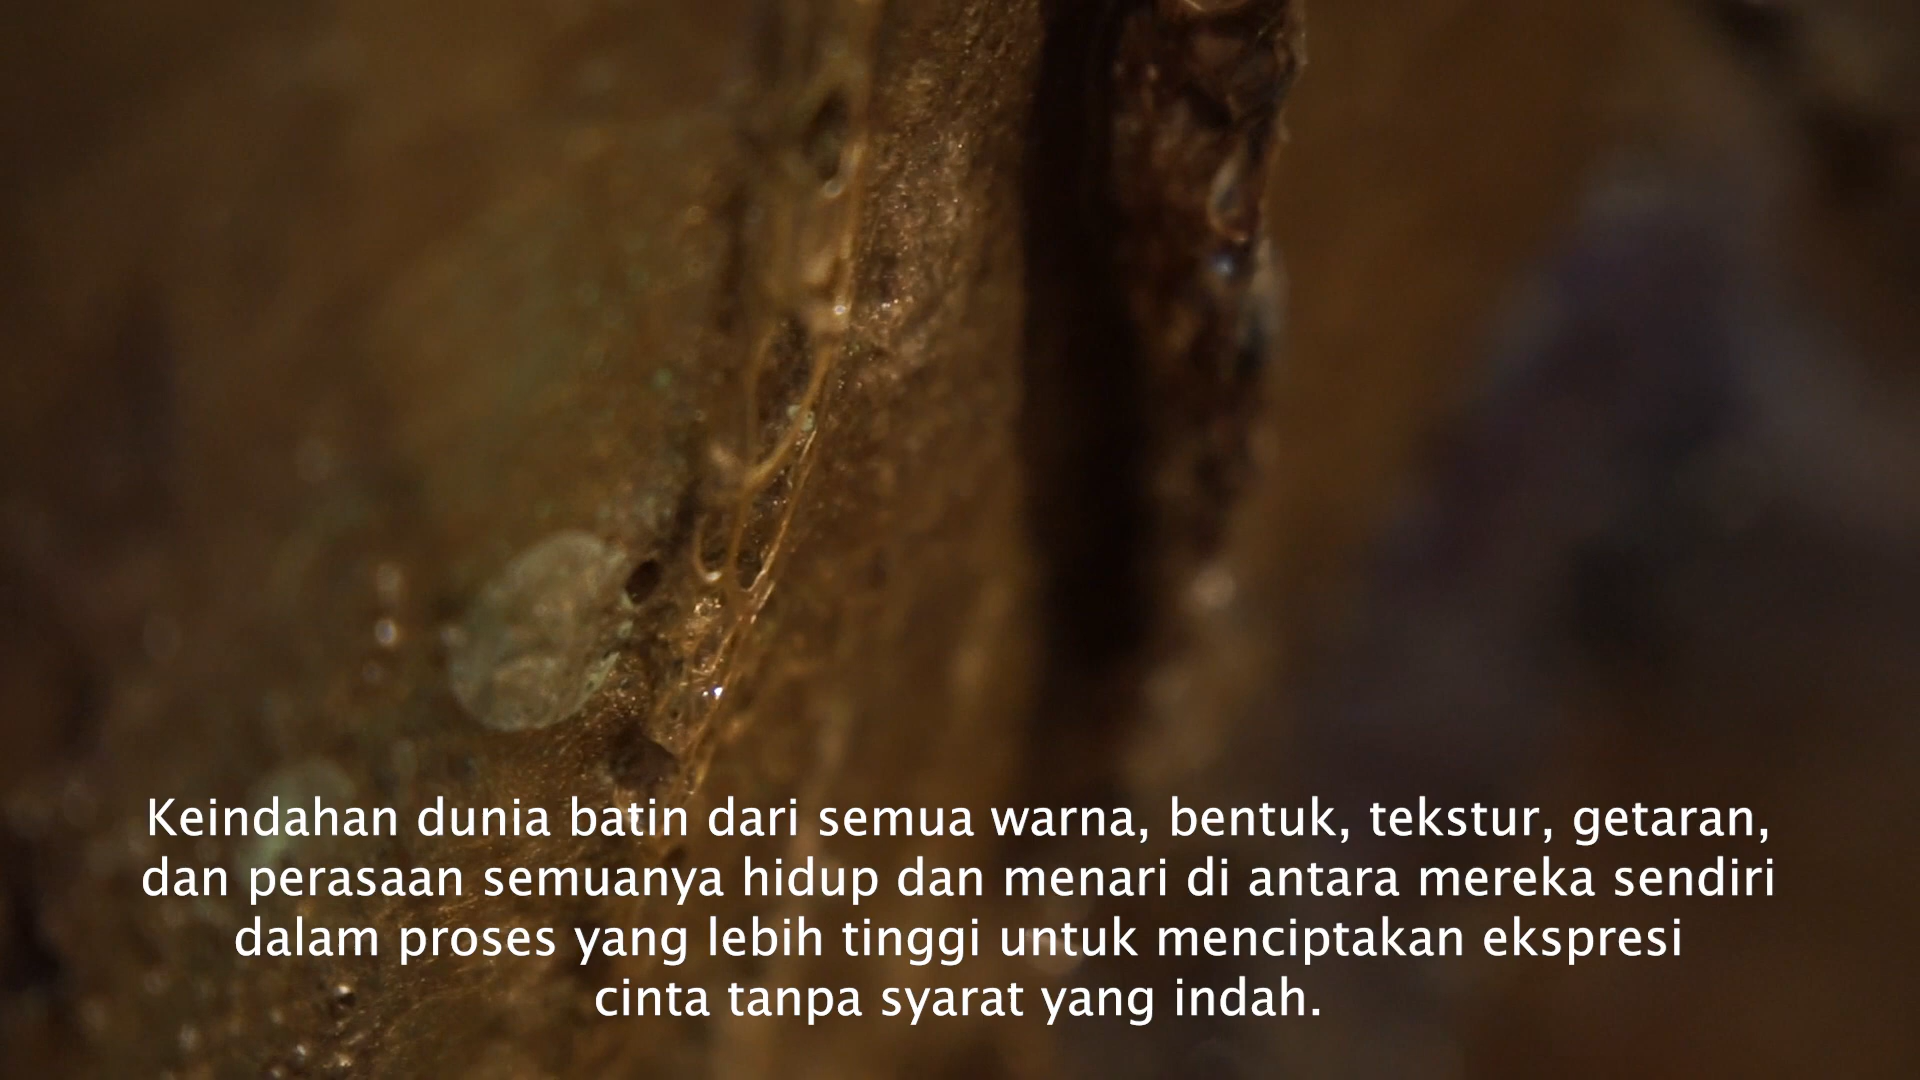 Keindahan dunia batin dari semua warna, bentuk, tekstur, getaran,
dan perasaan semuanya hidup dan menari di antara mereka sendiri
dalam proses yang lebih tinggi untuk menciptakan ekspresi
cinta tanpa syarat yang indah.